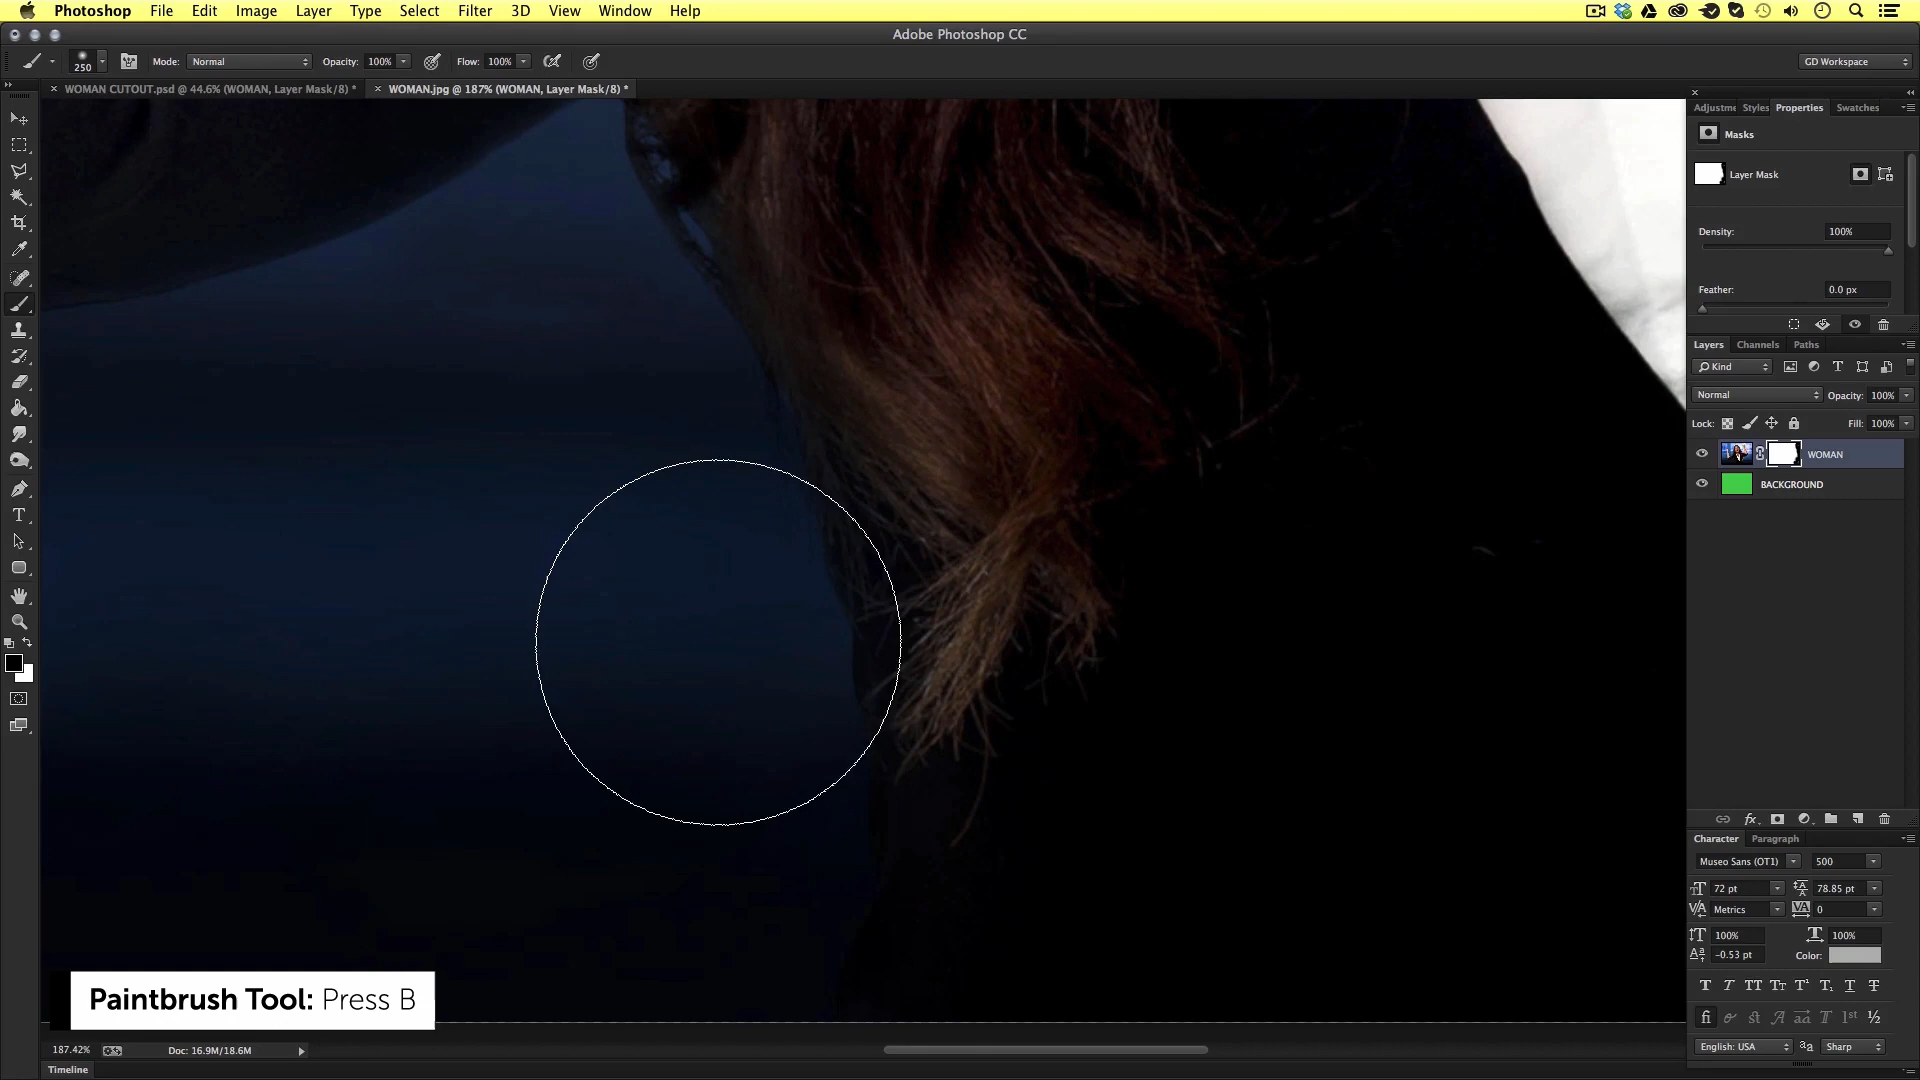 Photoshop File Edit Image Layer Type Select Filter 3D View Window Help
Adobe Photoshop CC
250 Mode: Normal Opacity: 100% Flow: 100% GD Workspace
WOMAN CUTOUT.psd @ 44.6% (WOMAN, Layer Mask/8) * WOMAN.jpg @ 187% (WOMAN, Layer Mask/8) *
Adjustme Styles Properties Swatches
Masks
Layer Mask
Density: 100%
Feather: 0.0 px
Layers Channels Paths
Kind
Normal Opacity: 100%
Lock: Fill: 100%
WOMAN
BACKGROUND
Character Paragraph
Museo Sans (OT1) 500
72 pt 78.85 pt
Metrics 0
100% 100%
-0.53 pt Color:
English: USA Sharp
Paintbrush Tool: Press B
187.42% Doc: 16.9M/18.6M
Timeline